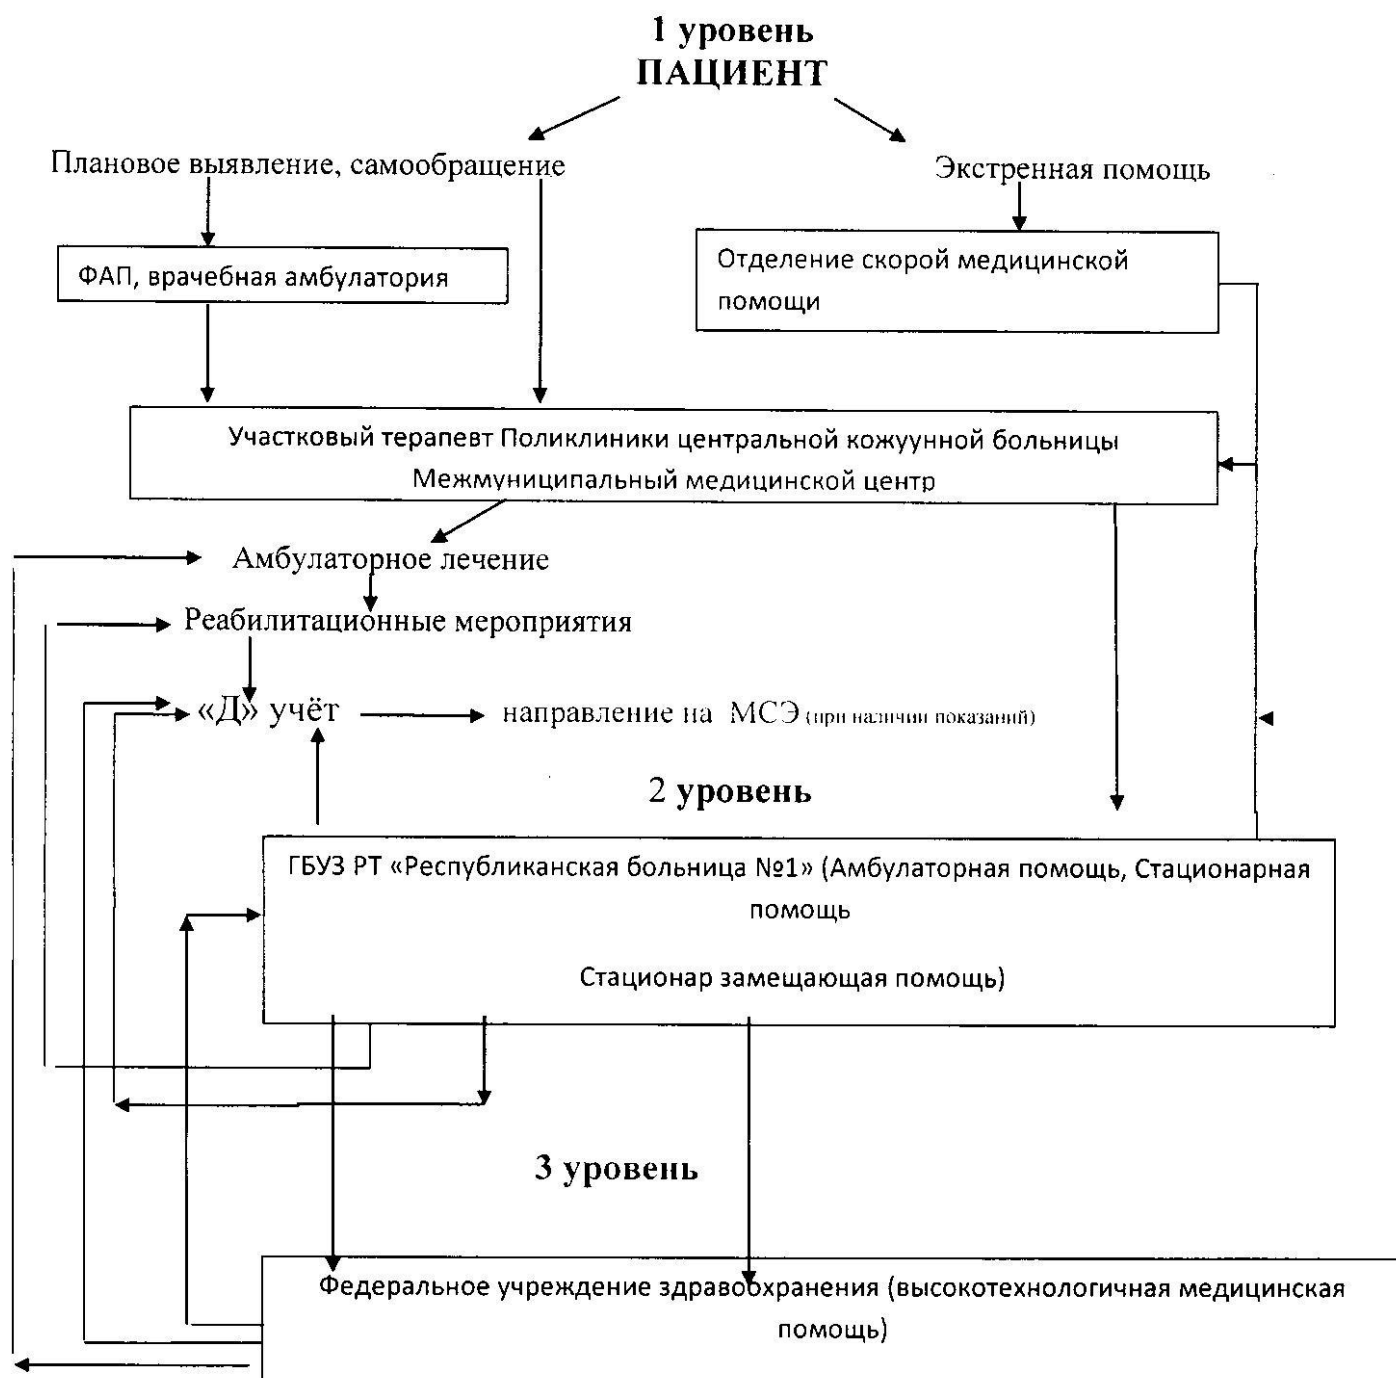 1 уровень
ПАЦИЕНТ
Плановое выявление, самообращение
Экстренная помощь
ФАП, врачебная амбулатория
Отделение скорой медицинской
помощи
Участковый терапевт Поликлиники центральной кожуунной больницы
Межмуниципальный медицинской центр
Амбулаторное лечение
Реабилитационные мероприятия
«Д» учёт
направление на МСЭ (при наличии показаний)
2 уровень
ГБУЗ РТ «Республиканская больница №1» (Амбулаторная помощь, Стационарная
помощь
Стационар замещающая помощь)
3 уровень
Федеральное учреждение здравоохранения (высокотехнологичная медицинская
помощь)